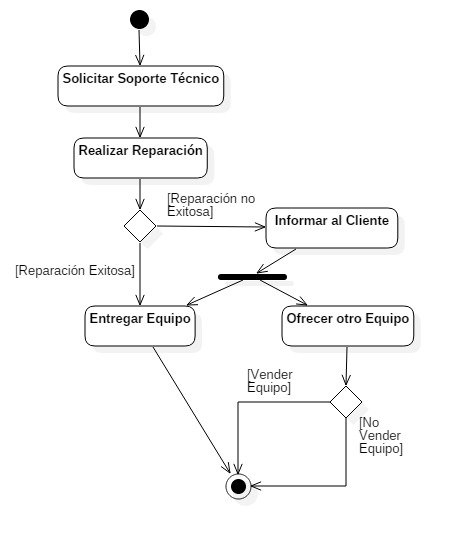 Solicitar Soporte Técnico
Realizar Reparación
[Reparación no
Exitosa]
Informar al Cliente
[Reparación Exitosa]
Entregar Equipo
Ofrecer otro Equipo
[Vender
Equipo]
[No
Vender
Equipo]